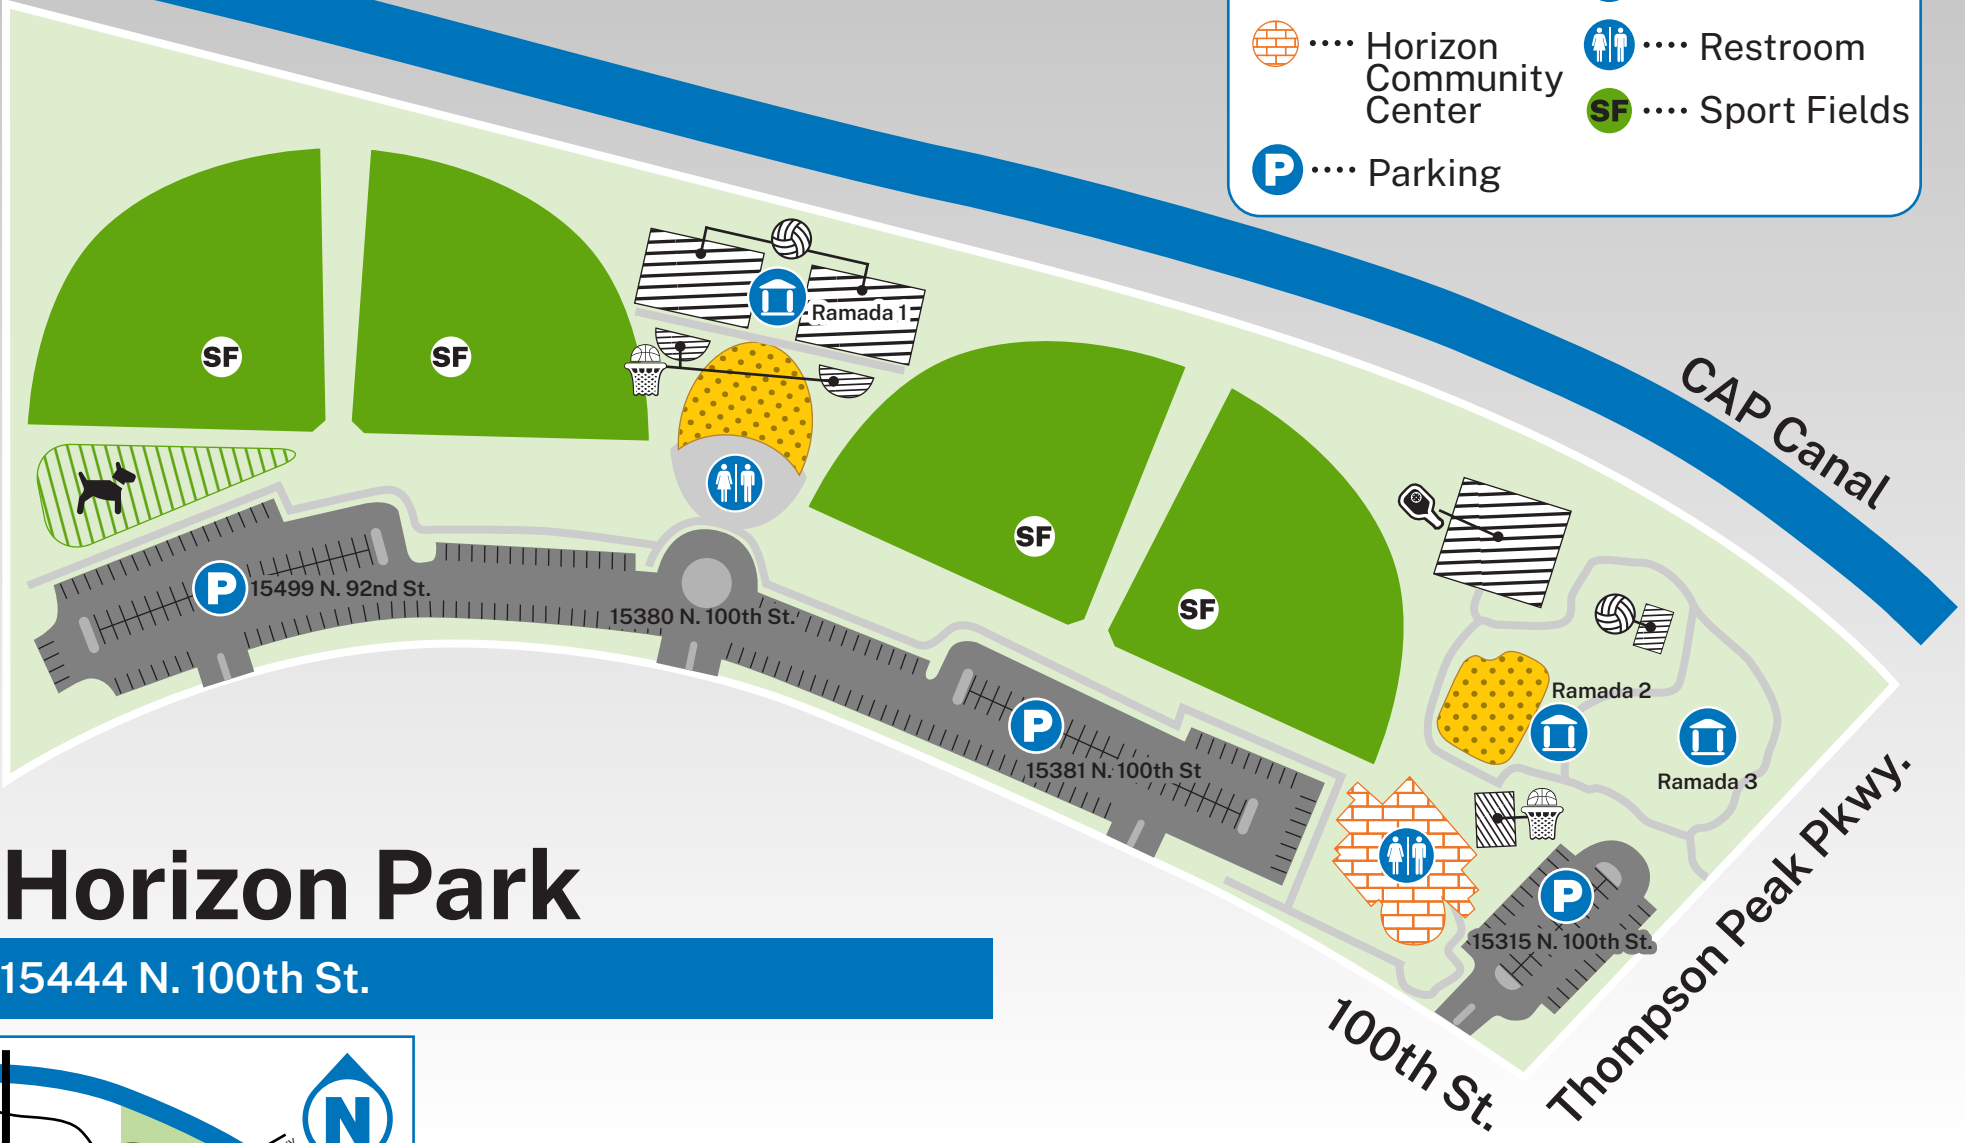 Horizon
Community
Center
Restroom
SF
Sport Fields
P
Parking
SF
SF
Ramada 1
CAP Canal
SF
SF
P
15499 N. 92nd St.
15380 N. 100th St.
Ramada 2
P
15381 N. 100th St
Ramada 3
P
15315 N. 100th St.
Thompson Peak Pkwy.
100th St.
Horizon Park
15444 N. 100th St.
N